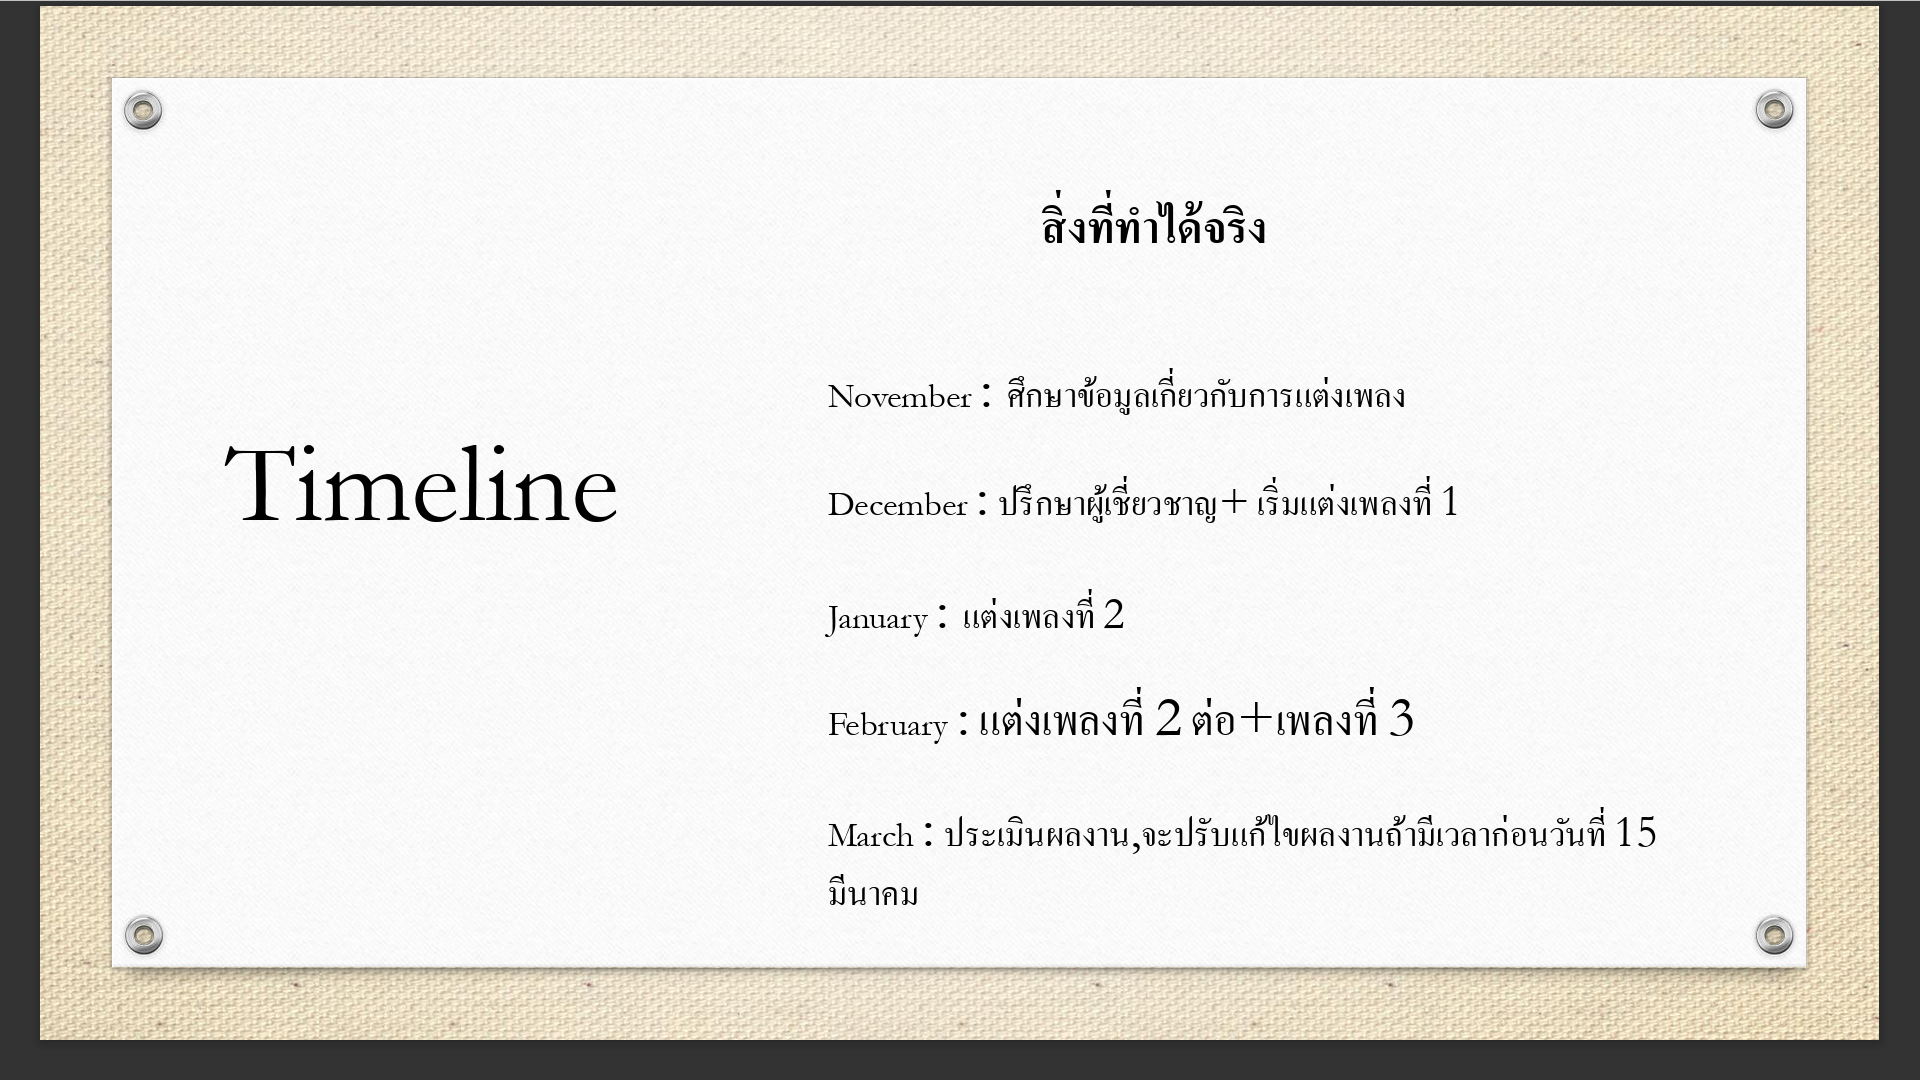 สิ่งที่ทำได้จริง
Timeline
November : ศึกษาข้อมูลเกี่ยวกับการแต่งเพลง
December : ปรึกษาผู้เชี่ยวชาญ+ เริ่มแต่งเพลงที่ 1
January : แต่งเพลงที่ 2
February : แต่งเพลงที่ 2 ต่อ+เพลงที่ 3
March : ประเมินผลงาน,จะปรับแก้ไขผลงานถ้ามีเวลาก่อนวันที่ 15
มีนาคม